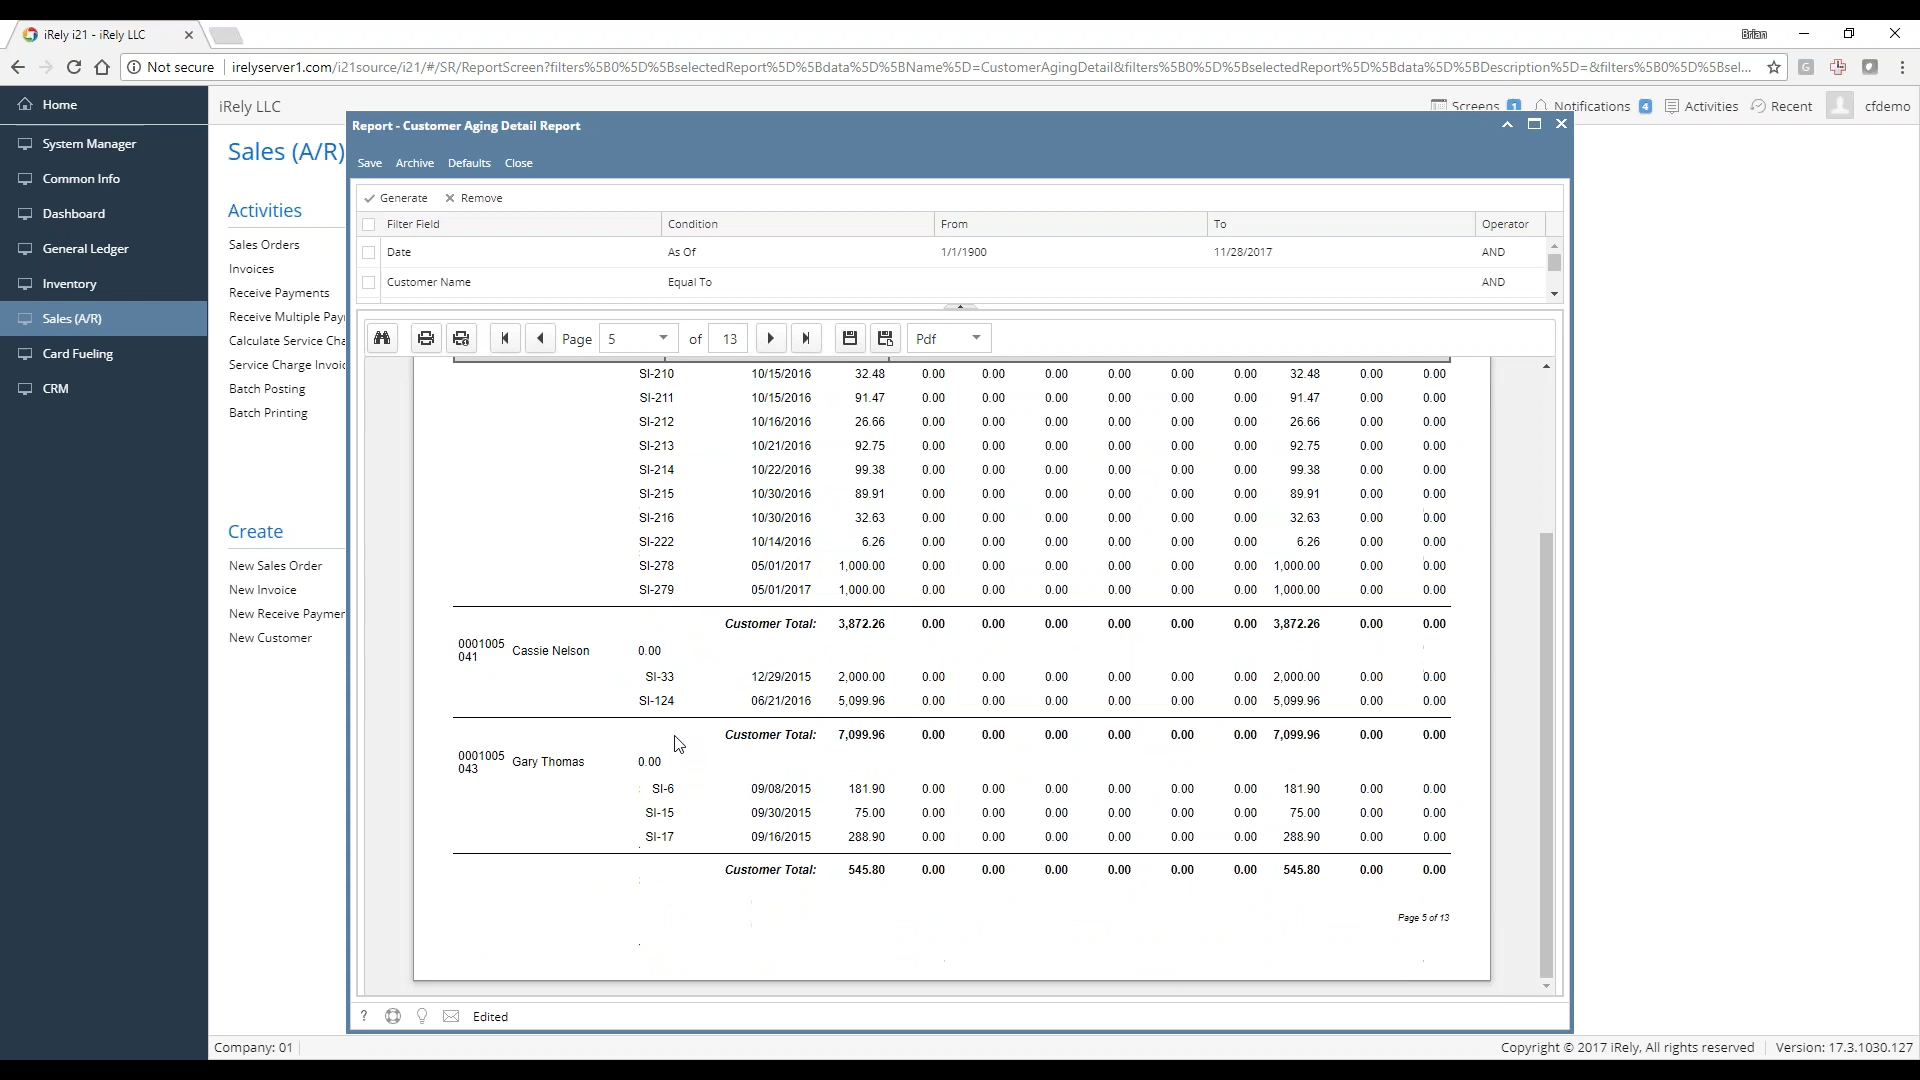 iRely i21 - iRely LLC
Brian
Not secure irelyserver1.com/i21source/i21/#/SR/ReportScreen?filters%5B0%5D%5BselectedReport%5D%5Bdata%5D%5BName%5D=CustomerAgingDetail&filters%5B0%5D%5BselectedReport%5D%5Bdata%5D%5BDescription%5D=&filters%5B0%5D%5Bsel...
Home
System Manager
Common Info
Dashboard
General Ledger
Inventory
Sales (A/R)
Card Fueling
CRM
iRely LLC
Screens 1 Notifications 4 Activities Recent cfdemo
Sales (A/R)
Activities
Sales Orders
Invoices
Receive Payments
Receive Multiple Pay
Calculate Service Cha
Service Charge Invoic
Batch Posting
Batch Printing
Create
New Sales Order
New Invoice
New Receive Paymer
New Customer
Report - Customer Aging Detail Report
Save Archive Defaults Close
Generate Remove
Filter Field Condition From To Operator
Date As Of 1/1/1900 11/28/2017 AND
Customer Name Equal To AND
Page 5 of 13 Pdf
SI-210 10/15/2016 32.48 0.00 0.00 0.00 0.00 0.00 0.00 32.48 0.00 0.00
SI-211 10/15/2016 91.47 0.00 0.00 0.00 0.00 0.00 0.00 91.47 0.00 0.00
SI-212 10/16/2016 26.66 0.00 0.00 0.00 0.00 0.00 0.00 26.66 0.00 0.00
SI-213 10/21/2016 92.75 0.00 0.00 0.00 0.00 0.00 0.00 92.75 0.00 0.00
SI-214 10/22/2016 99.38 0.00 0.00 0.00 0.00 0.00 0.00 99.38 0.00 0.00
SI-215 10/30/2016 89.91 0.00 0.00 0.00 0.00 0.00 0.00 89.91 0.00 0.00
SI-216 10/30/2016 32.63 0.00 0.00 0.00 0.00 0.00 0.00 32.63 0.00 0.00
SI-222 10/14/2016 6.26 0.00 0.00 0.00 0.00 0.00 0.00 6.26 0.00 0.00
SI-278 05/01/2017 1,000.00 0.00 0.00 0.00 0.00 0.00 0.00 1,000.00 0.00 0.00
SI-279 05/01/2017 1,000.00 0.00 0.00 0.00 0.00 0.00 0.00 1,000.00 0.00 0.00
Customer Total: 3,872.26 0.00 0.00 0.00 0.00 0.00 0.00 3,872.26 0.00 0.00
0001005
041 Cassie Nelson 0.00
SI-33 12/29/2015 2,000.00 0.00 0.00 0.00 0.00 0.00 0.00 2,000.00 0.00 0.00
SI-124 06/21/2016 5,099.96 0.00 0.00 0.00 0.00 0.00 0.00 5,099.96 0.00 0.00
Customer Total: 7,099.96 0.00 0.00 0.00 0.00 0.00 0.00 7,099.96 0.00 0.00
0001005
043 Gary Thomas 0.00
SI-6 09/08/2015 181.90 0.00 0.00 0.00 0.00 0.00 0.00 181.90 0.00 0.00
SI-15 09/30/2015 75.00 0.00 0.00 0.00 0.00 0.00 0.00 75.00 0.00 0.00
SI-17 09/16/2015 288.90 0.00 0.00 0.00 0.00 0.00 0.00 288.90 0.00 0.00
Customer Total: 545.80 0.00 0.00 0.00 0.00 0.00 0.00 545.80 0.00 0.00
Page 5 of 13
? Edited
Company: 01
Copyright © 2017 iRely, All rights reserved Version: 17.3.1030.127